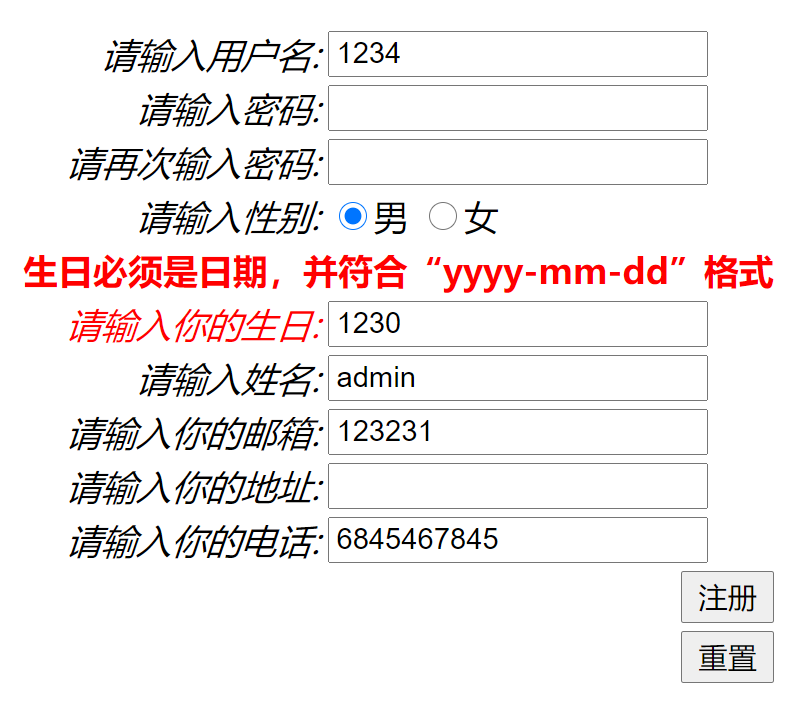 请输入用户名: 1234
请输入密码:
请再次输入密码:
请输入性别: 男 女
生日必须是日期，并符合“yyyy-mm-dd”格式
请输入你的生日: 1230
请输入姓名: admin
请输入你的邮箱: 123231
请输入你的地址:
请输入你的电话: 6845467845
注册
重置